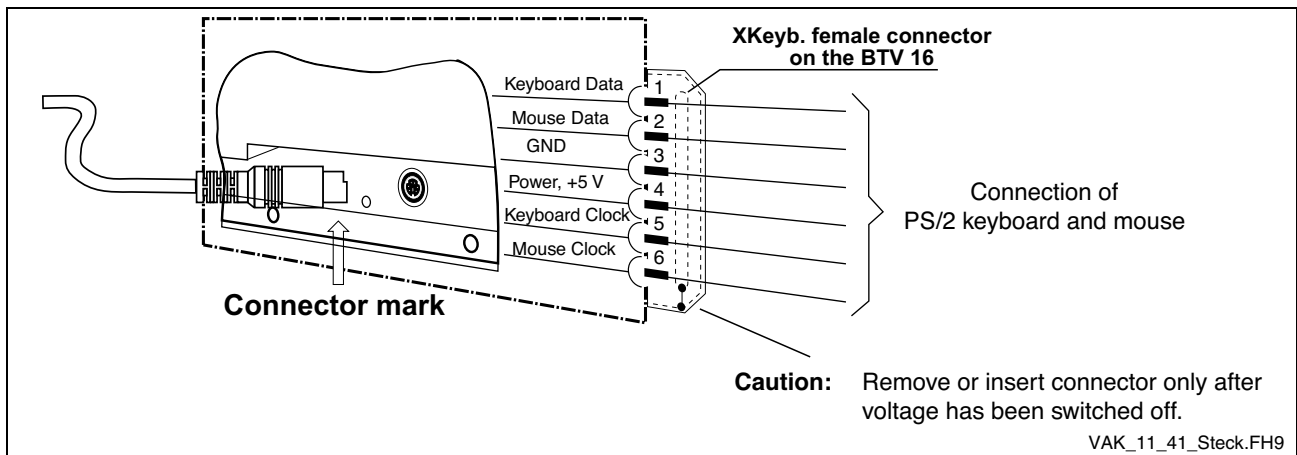 XKeyb. female connector
on the BTV 16
Keyboard Data
1
Mouse Data
2
GND
3
Power, +5 V
4
Keyboard Clock
5
Mouse Clock
6
Connection of
PS/2 keyboard and mouse
Connector mark
Caution: Remove or insert connector only after
voltage has been switched off.
VAK_11_41_Steck.FH9